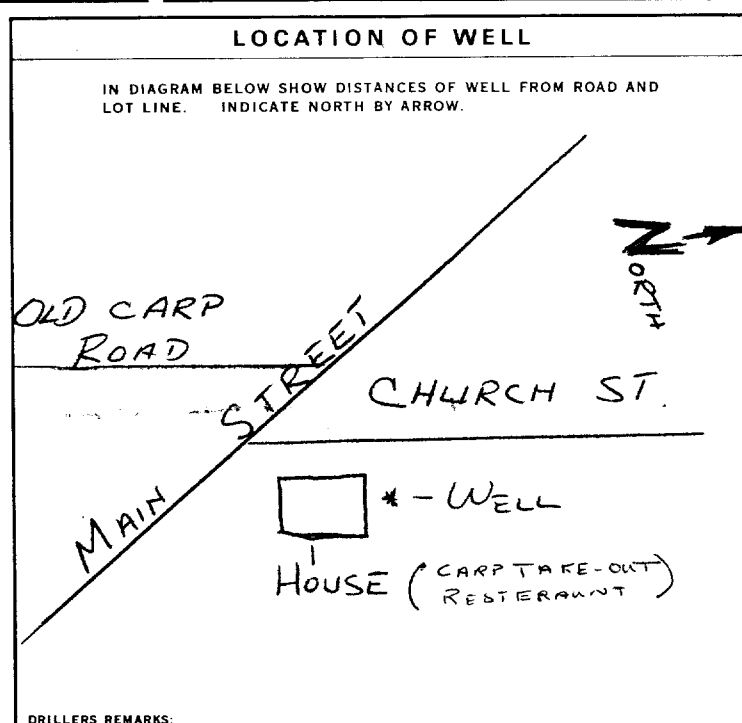 LOCATION OF WELL
IN DIAGRAM BELOW SHOW DISTANCES OF WELL FROM ROAD AND
LOT LINE. INDICATE NORTH BY ARROW.
NORTH
OLD CARP
ROAD
MAIN STREET
CHURCH ST.
* - WELL
HOUSE (CARP TAKE-OUT
RESTERAUNT)
DRILLERS REMARKS: